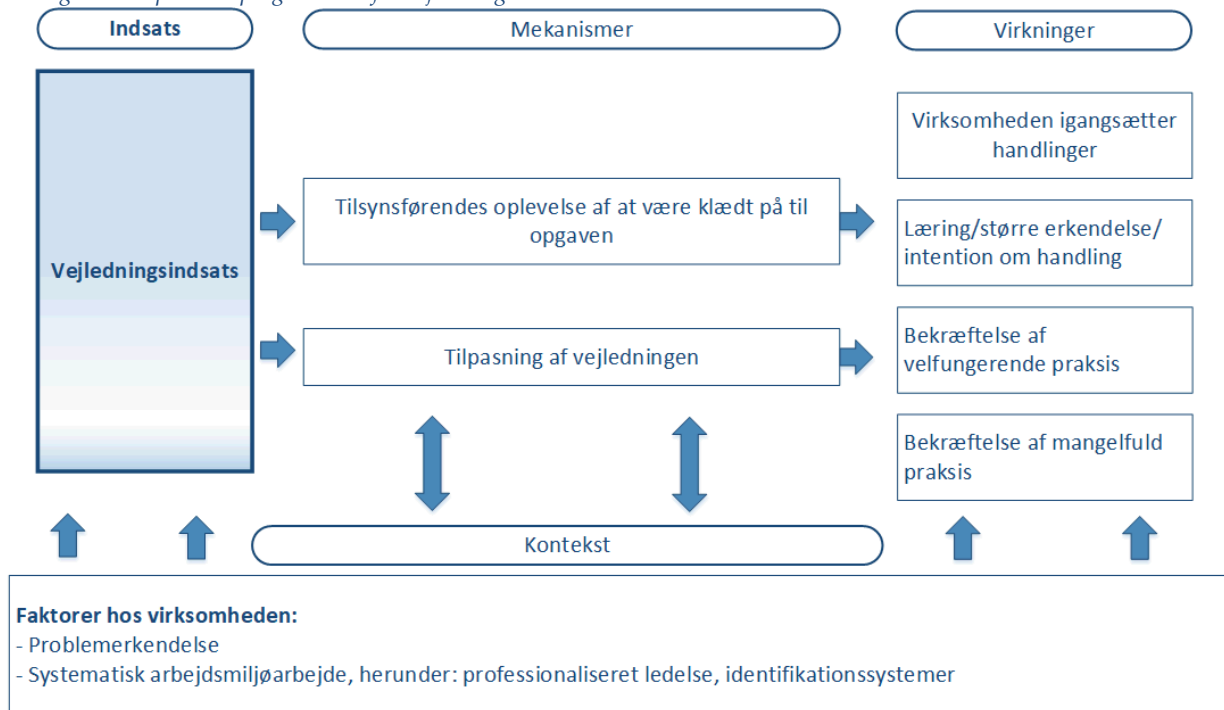 Indsats
Mekanismer
Virkninger
Vejledningsindsats
Tilsynsførendes oplevelse af at være klædt på til
opgaven
Tilpasning af vejledningen
Virksomheden igangsætter
handlinger
Læring/større erkendelse/
intention om handling
Bekræftelse af
velfungerende praksis
Bekræftelse af mangelfuld
praksis
Kontekst
Faktorer hos virksomheden:
- Problemerkendelse
- Systematisk arbejdsmiljøarbejde, herunder: professionaliseret ledelse, identifikationssystemer